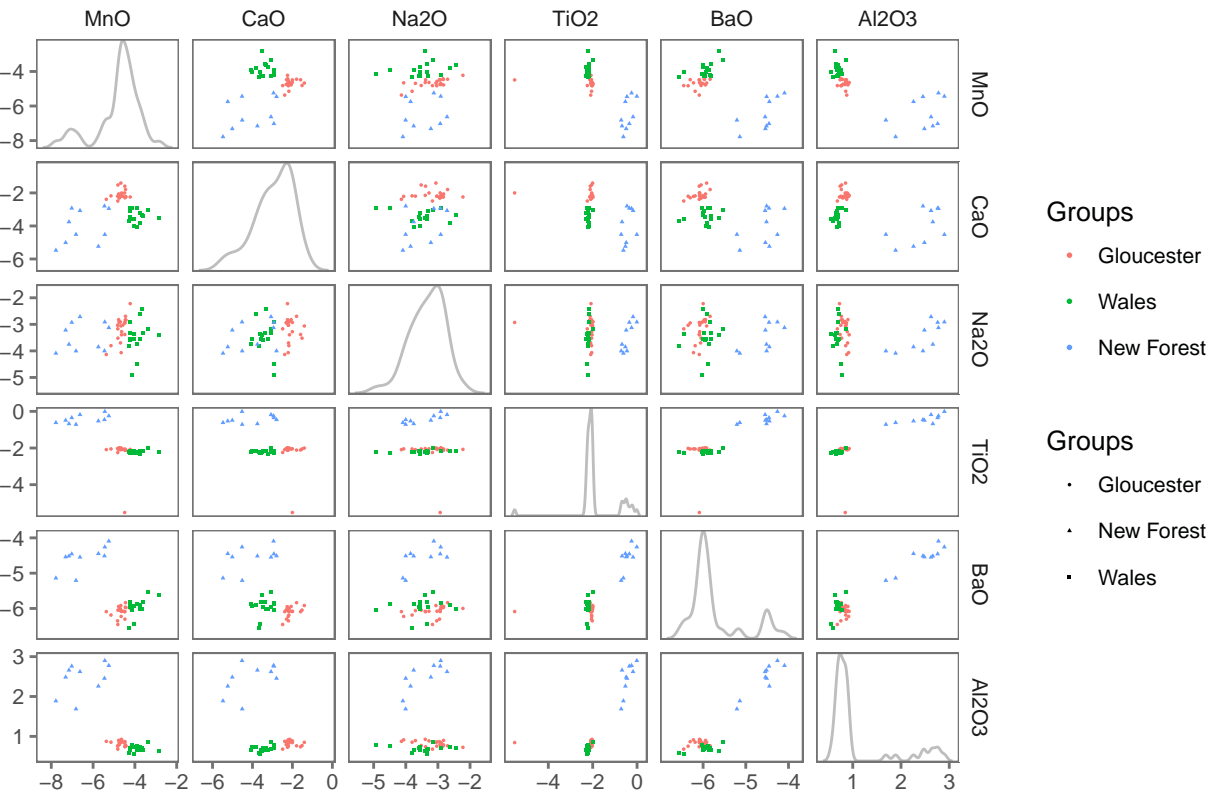 MnO CaO Na2O TiO2 BaO Al2O3
−4
−6
−8
MnO
−2
−4
−6
CaO
−2
−3
−4
−5
Na2O
0
−2
−4
TiO2
−4
−5
−6
BaO
3
2
1
Al2O3
−8 −6 −4 −2 −6 −4 −2 0 −5 −4 −3 −2 −4 −2 0 −6 −5 −4 1 2 3
Groups
Gloucester
Wales
New Forest
Groups
Gloucester
New Forest
Wales